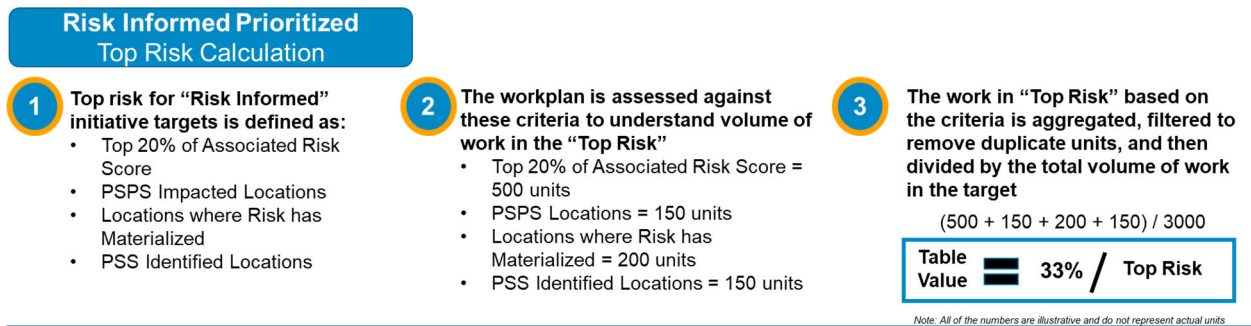 Risk Informed Prioritized
Top Risk Calculation
1
Top risk for “Risk Informed”
initiative targets is defined as:
• Top 20% of Associated Risk
Score
• PSPS Impacted Locations
• Locations where Risk has
Materialized
• PSS Identified Locations
2
The workplan is assessed against
these criteria to understand volume of
work in the “Top Risk”
• Top 20% of Associated Risk Score =
500 units
• PSPS Locations = 150 units
• Locations where Risk has
Materialized = 200 units
• PSS Identified Locations = 150 units
3
The work in “Top Risk” based on
the criteria is aggregated, filtered to
remove duplicate units, and then
divided by the total volume of work
in the target
(500 + 150 + 200 + 150) / 3000
Table
Value = 33% / Top Risk
Note: All of the numbers are illustrative and do not represent actual units